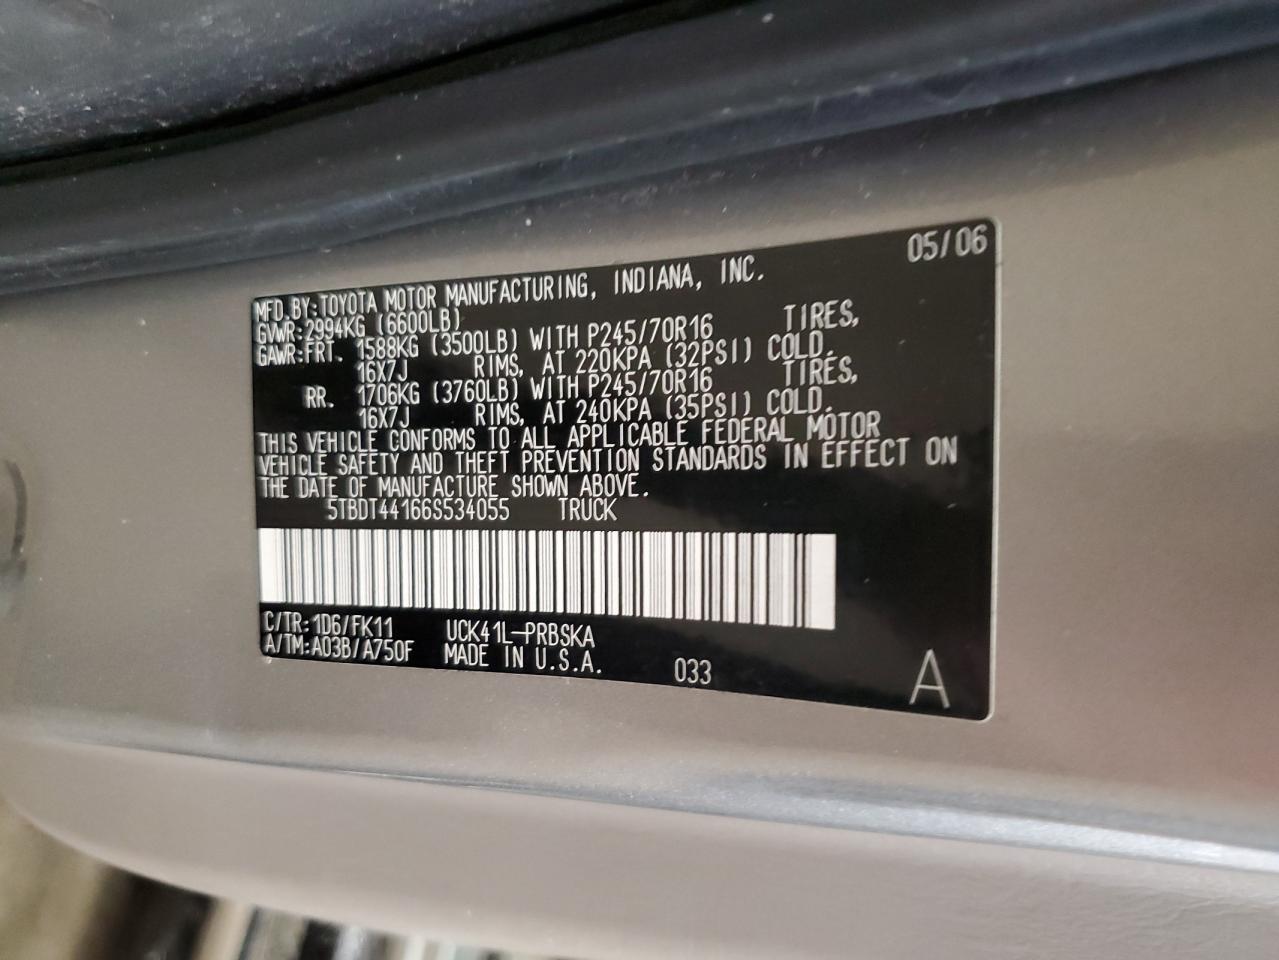 05/06
MFD.BY:TOYOTA MOTOR MANUFACTURING, INDIANA, INC.
GVWR:2994KG (6600LB)
GAWR:FRT. 1588KG (3500LB) WITH P245/70R16 TIRES,
16X7J RIMS, AT 220KPA (32PSI) COLD.
RR. 1706KG (3760LB) WITH P245/70R16 TIRES,
16X7J RIMS, AT 240KPA (35PSI) COLD.
THIS VEHICLE CONFORMS TO ALL APPLICABLE FEDERAL MOTOR
VEHICLE SAFETY AND THEFT PREVENTION STANDARDS IN EFFECT ON
THE DATE OF MANUFACTURE SHOWN ABOVE.
5TBDT44166S534055 TRUCK
C/TR:1D6/FK11 UCK41L-PRBSKA
A/TM:A03B/A750F MADE IN U.S.A. 033
A